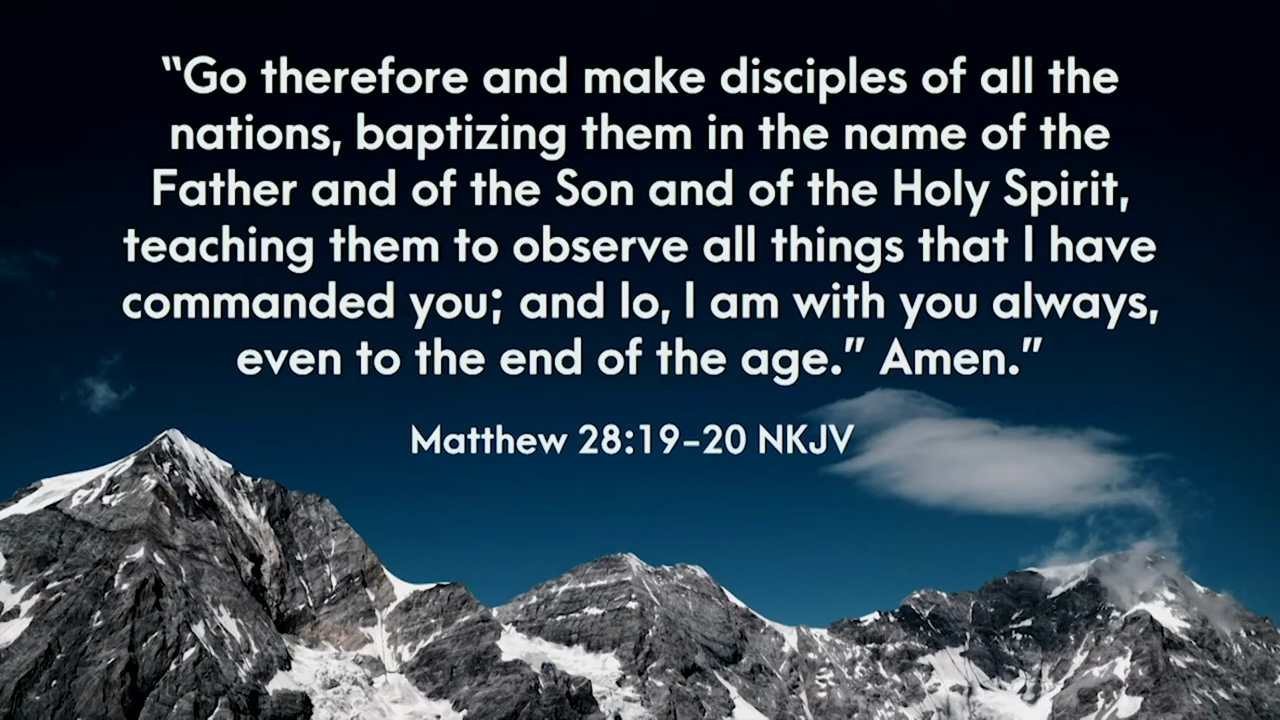 “Go therefore and make disciples of all the
nations, baptizing them in the name of the
Father and of the Son and of the Holy Spirit,
teaching them to observe all things that I have
commanded you; and lo, I am with you always,
even to the end of the age.” Amen.”
Matthew 28:19-20 NKJV